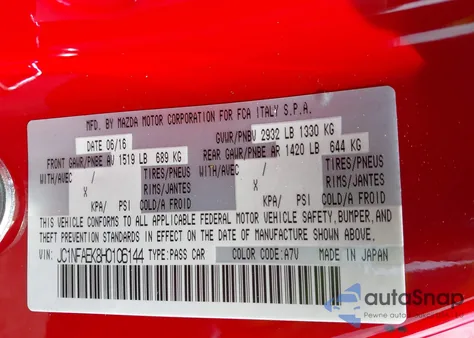 MFD. BY MAZDA MOTOR CORPORATION FOR FCA ITALY S.P.A.
DATE 06/16 GVWR/PNBV 2932 LB 1330 KG
FRONT GAWR/PNBE AV 1519 LB 689 KG REAR GAWR/PNBE AR 1420 LB 644 KG
WITH/AVEC / TIRES/PNEUS WITH/AVEC / TIRES/PNEUS
X RIMS/JANTES X RIMS/JANTES
KPA/ PSI COLD/A FROID KPA/ PSI COLD/A FROID
THIS VEHICLE CONFORMS TO ALL APPLICABLE FEDERAL MOTOR VEHICLE SAFETY, BUMPER, AND
THEFT PREVENTION STANDARDS IN EFFECT ON THE DATE OF MANUFACTURE SHOWN ABOVE.
VIN: JC1NFAEK8H0106144 TYPE: PASS CAR COLOR CODE: A7V MADE IN JAPAN
autoSnap
Pewne auto